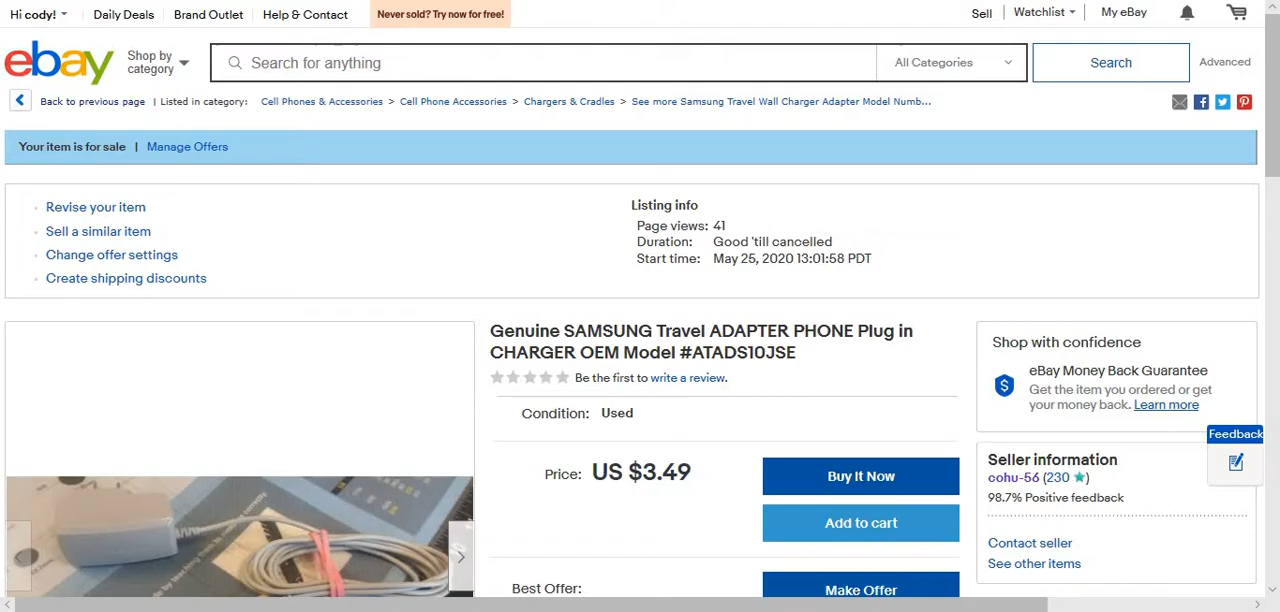 Hi cody! Daily Deals Brand Outlet Help & Contact Never sold? Try now for free! Sell Watchlist My eBay
ebay Shop by category Search for anything All Categories Search Advanced
Back to previous page | Listed in category: Cell Phones & Accessories > Cell Phone Accessories > Chargers & Cradles > See more Samsung Travel Wall Charger Adapter Model Numb...
Your item is for sale | Manage Offers
Revise your item
Sell a similar item
Change offer settings
Create shipping discounts
Listing info
Page views: 41
Duration: Good 'till cancelled
Start time: May 25, 2020 13:01:58 PDT
Genuine SAMSUNG Travel ADAPTER PHONE Plug in
CHARGER OEM Model #ATADS10JSE
Be the first to write a review.
Condition: Used
Price: US $3.49
Buy It Now
Add to cart
Best Offer:
Make Offer
Shop with confidence
eBay Money Back Guarantee
Get the item you ordered or get
your money back. Learn more
Feedback
Seller information
cohu-56 (230 ★)
98.7% Positive feedback
Contact seller
See other items